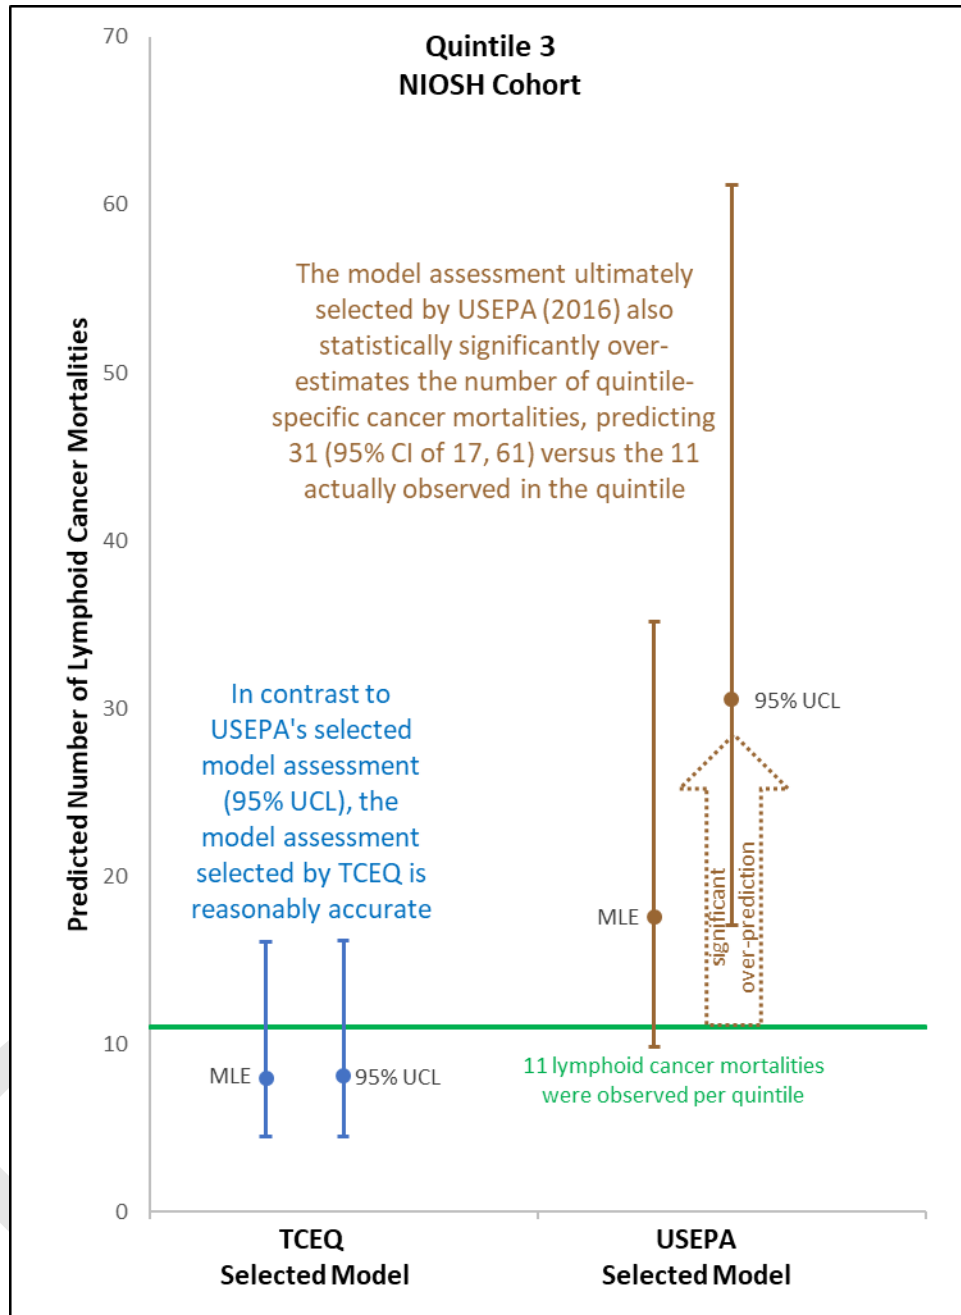 Quintile 3
NIOSH Cohort
Predicted Number of Lymphoid Cancer Mortalities
70
60
50
40
30
20
10
0
The model assessment ultimately
selected by USEPA (2016) also
statistically significantly over-
estimates the number of quintile-
specific cancer mortalities, predicting
31 (95% CI of 17, 61) versus the 11
actually observed in the quintile
In contrast to
USEPA's selected
model assessment
(95% UCL), the
model assessment
selected by TCEQ is
reasonably accurate
95% UCL
MLE
significant
over-prediction
MLE
95% UCL
11 lymphoid cancer mortalities
were observed per quintile
TCEQ
Selected Model
USEPA
Selected Model